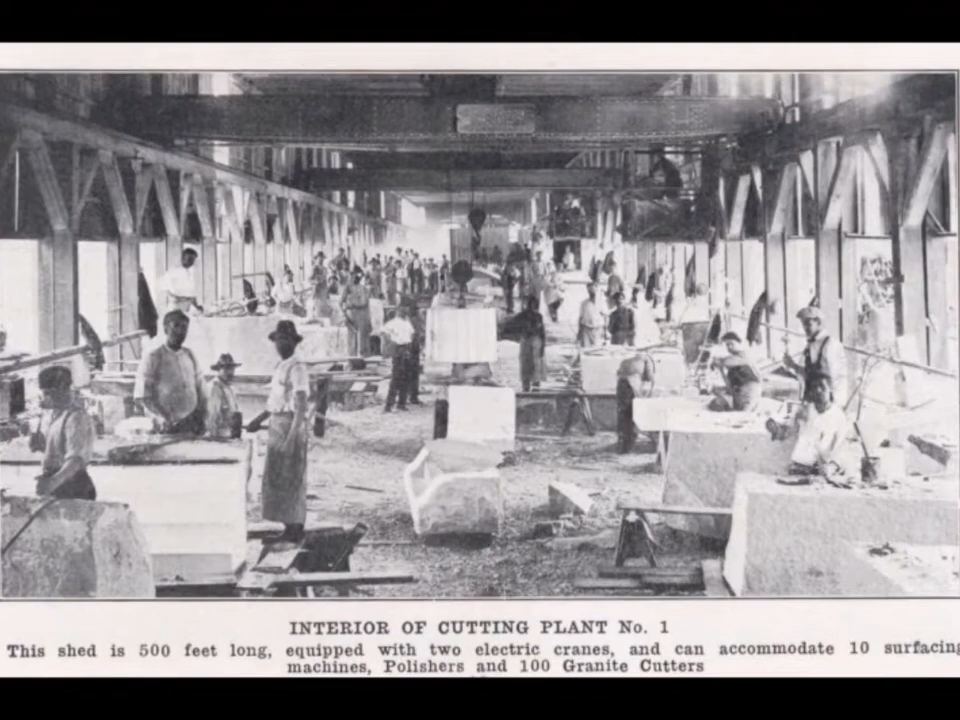 INTERIOR OF CUTTING PLANT No. 1
This shed is 500 feet long, equipped with two electric cranes, and can accommodate 10 surfacing
machines, Polishers and 100 Granite Cutters